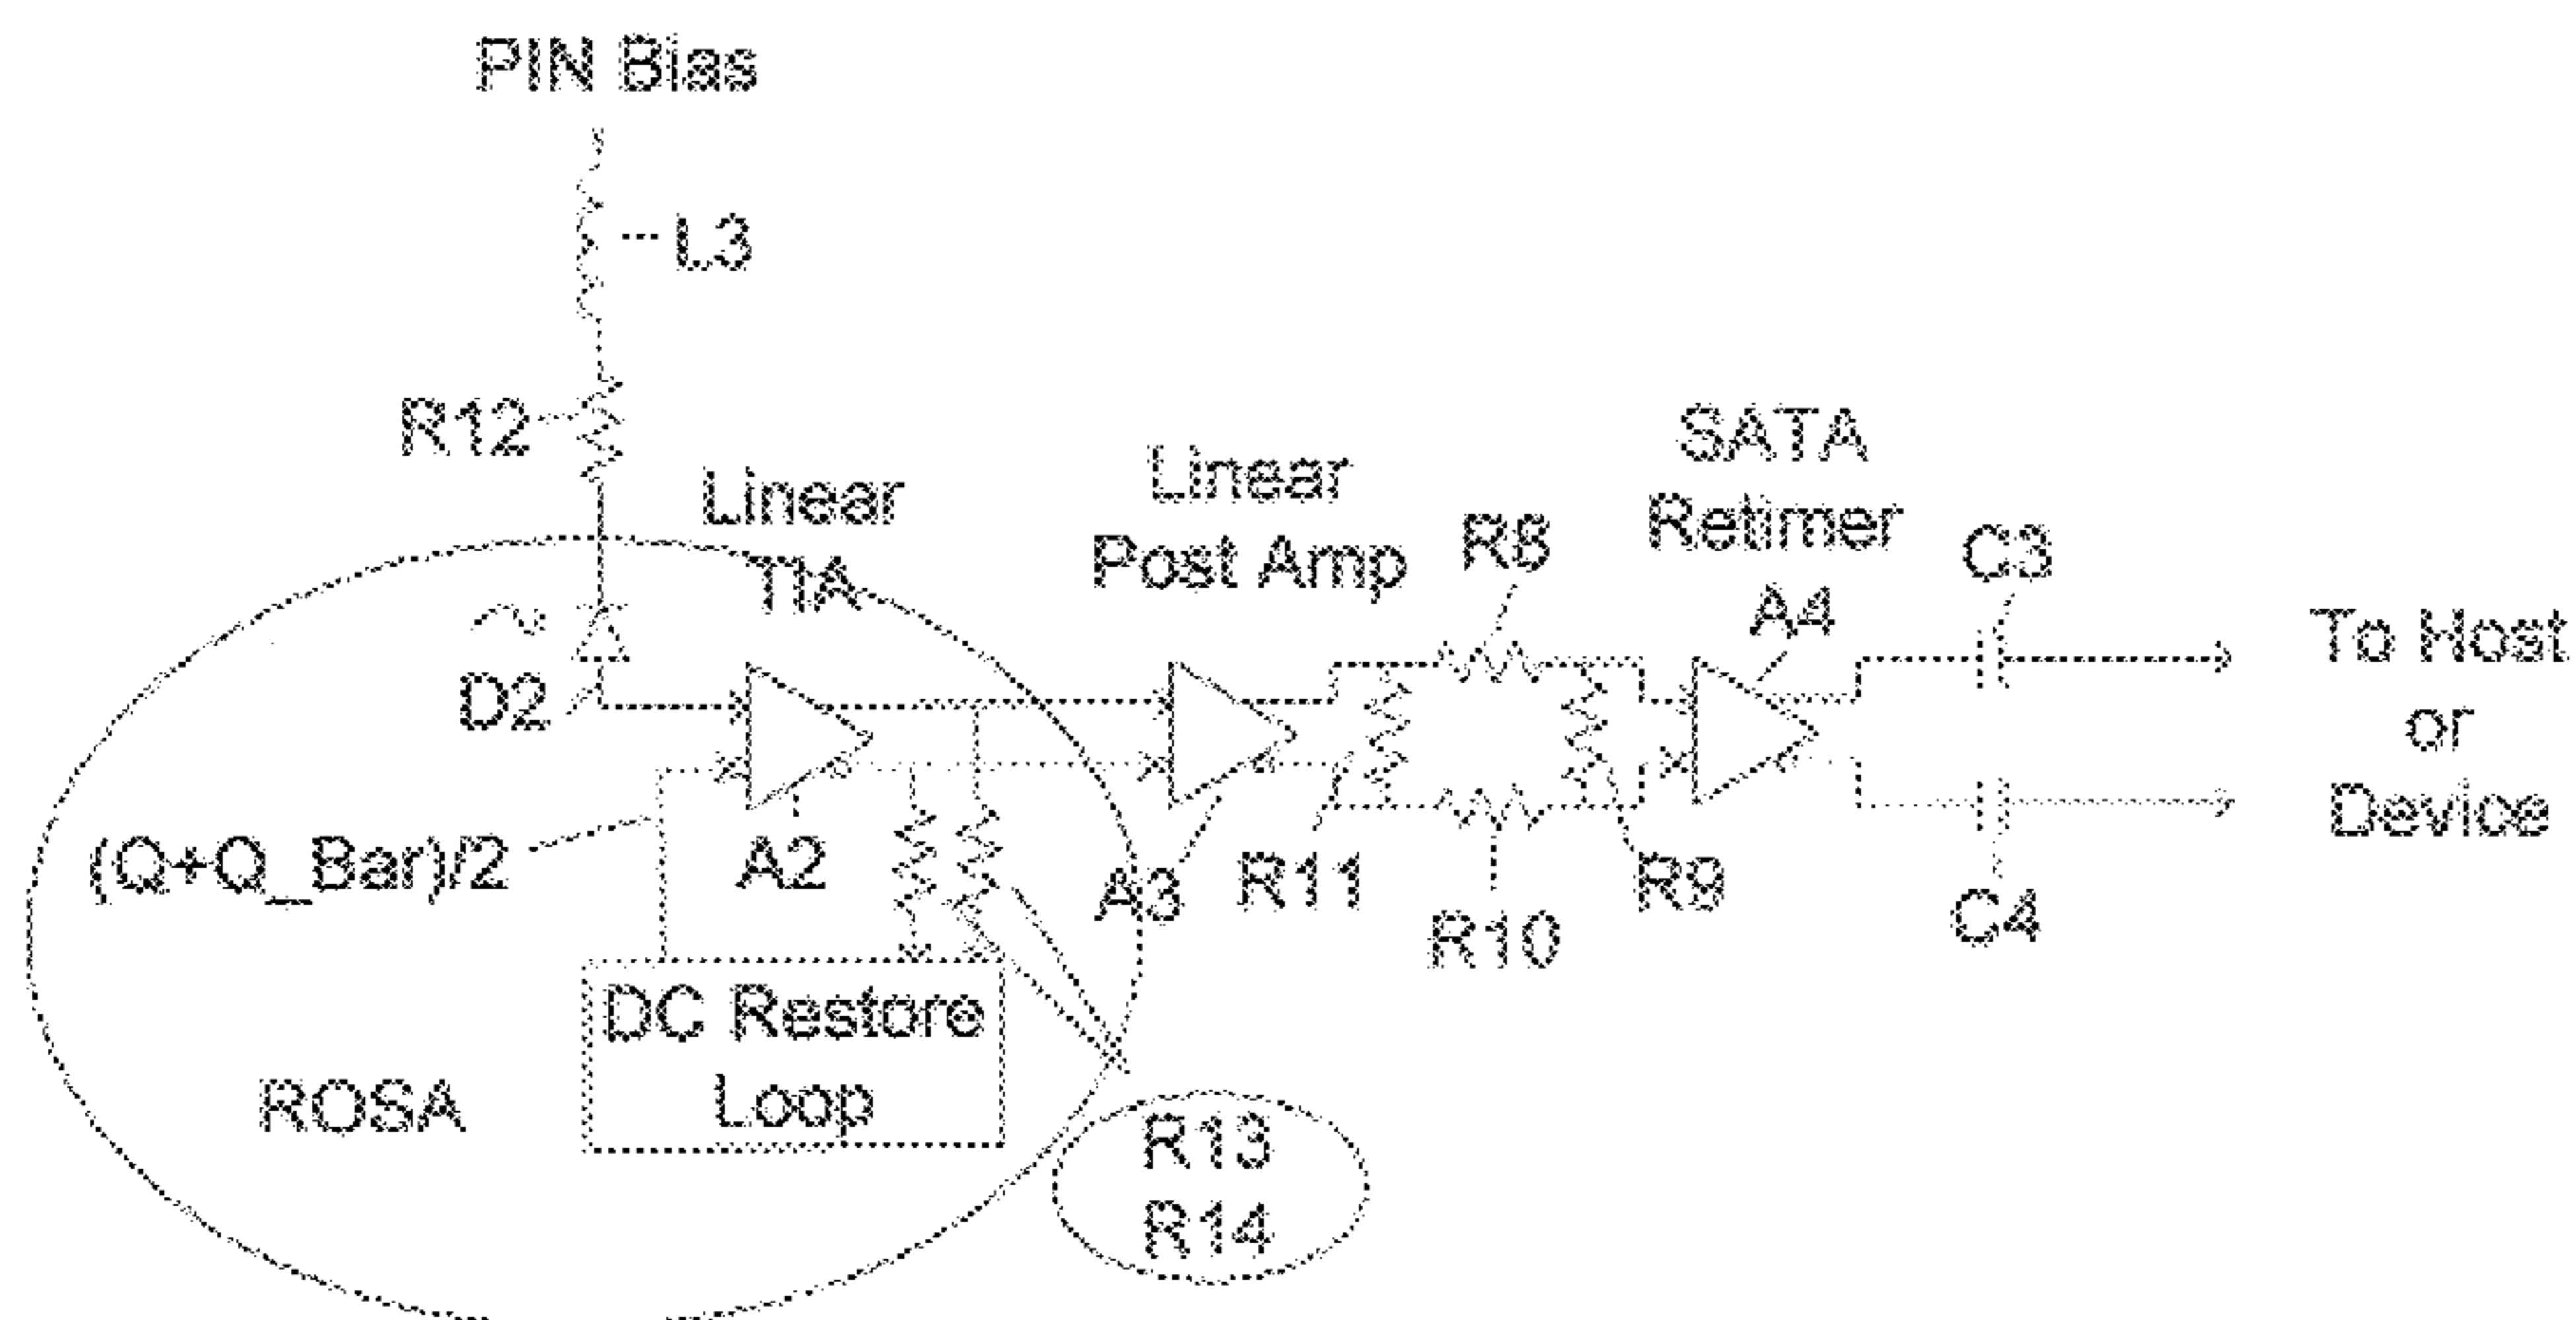 PIN Bias
L3
R12
Linear
TIA
Linear
Post Amp
SATA
Retimer
A4
C3
D2
To Host
or
Device
(Q+Q_Bar)/2
A2
A3
R11
R10
R9
C4
DC Restore
Loop
ROSA
R13
R14